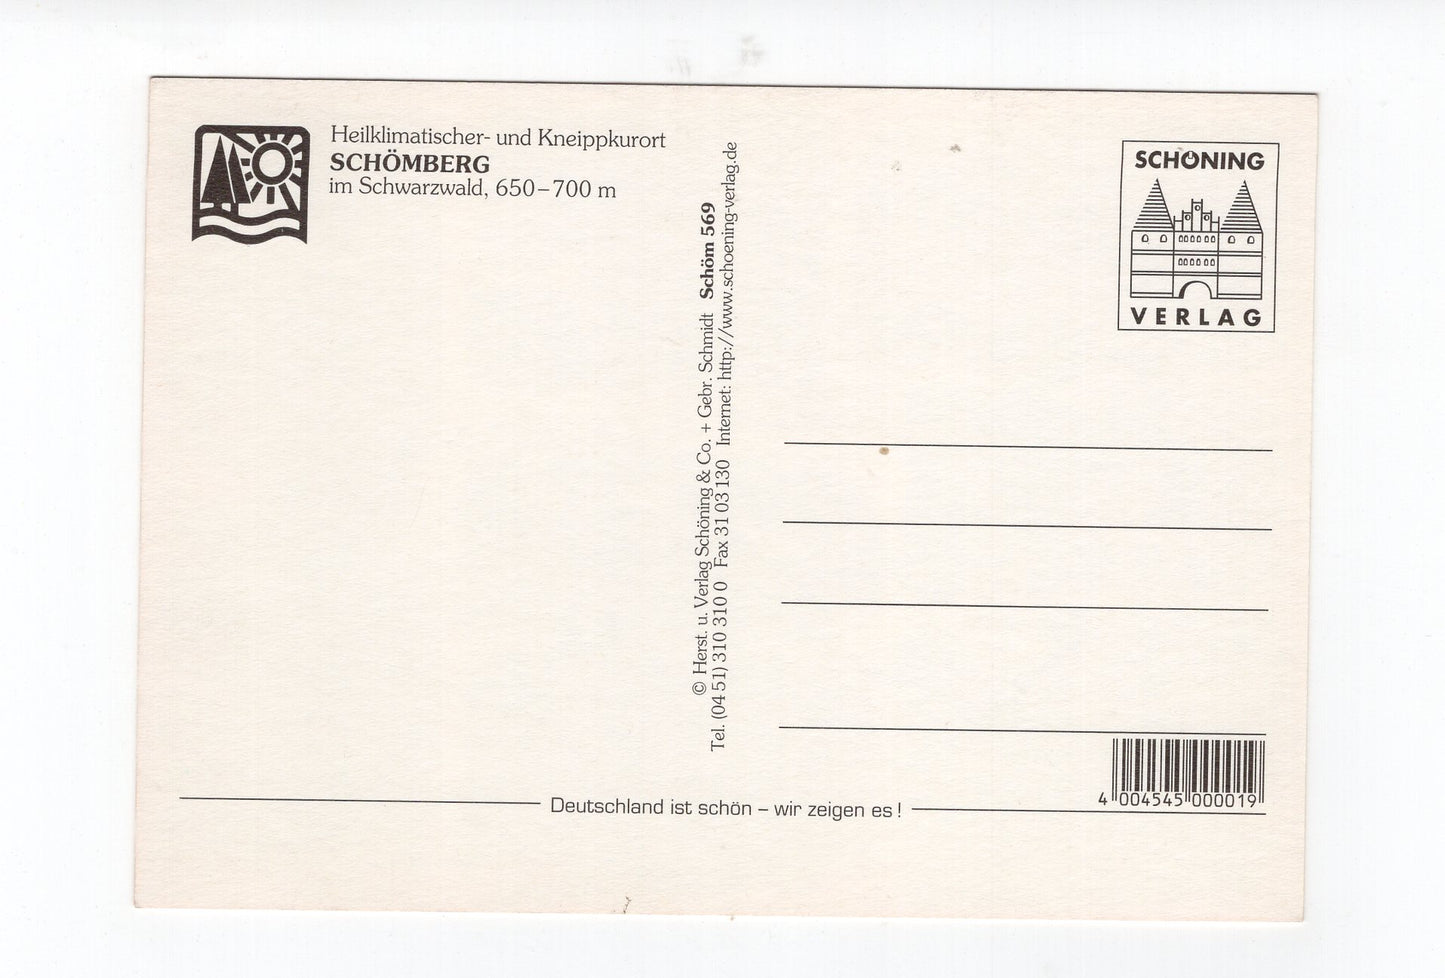 Heilklimatischer- und Kneippkurort
SCHÖMBERG
im Schwarzwald, 650–700 m
© Herst. u. Verlag Schöning & Co. + Gebr. Schmidt Schöm 569
Tel. (04 51) 310 310 0 Fax 31 03 130 Internet: http://www.schoening-verlag.de
SCHÖNING
VERLAG
4 004545 000019
Deutschland ist schön – wir zeigen es !